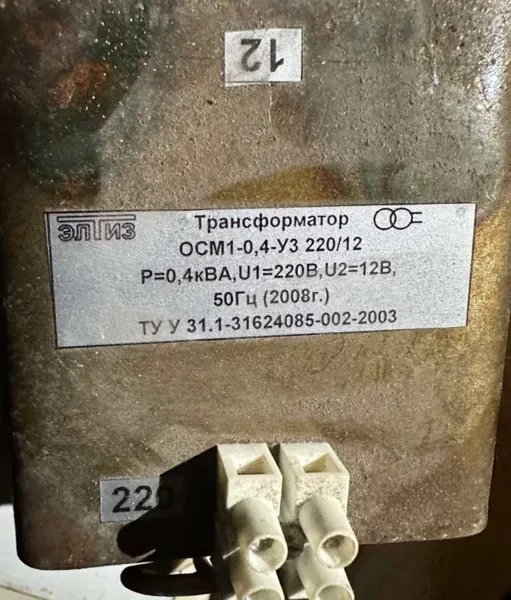 12
ЭЛТИЗ
Трансформатор
ОСМ1-0,4-У3 220/12
Р=0,4кВА,U1=220В,U2=12В,
50Гц (2008г.)
ТУ У 31.1-31624085-002-2003
220